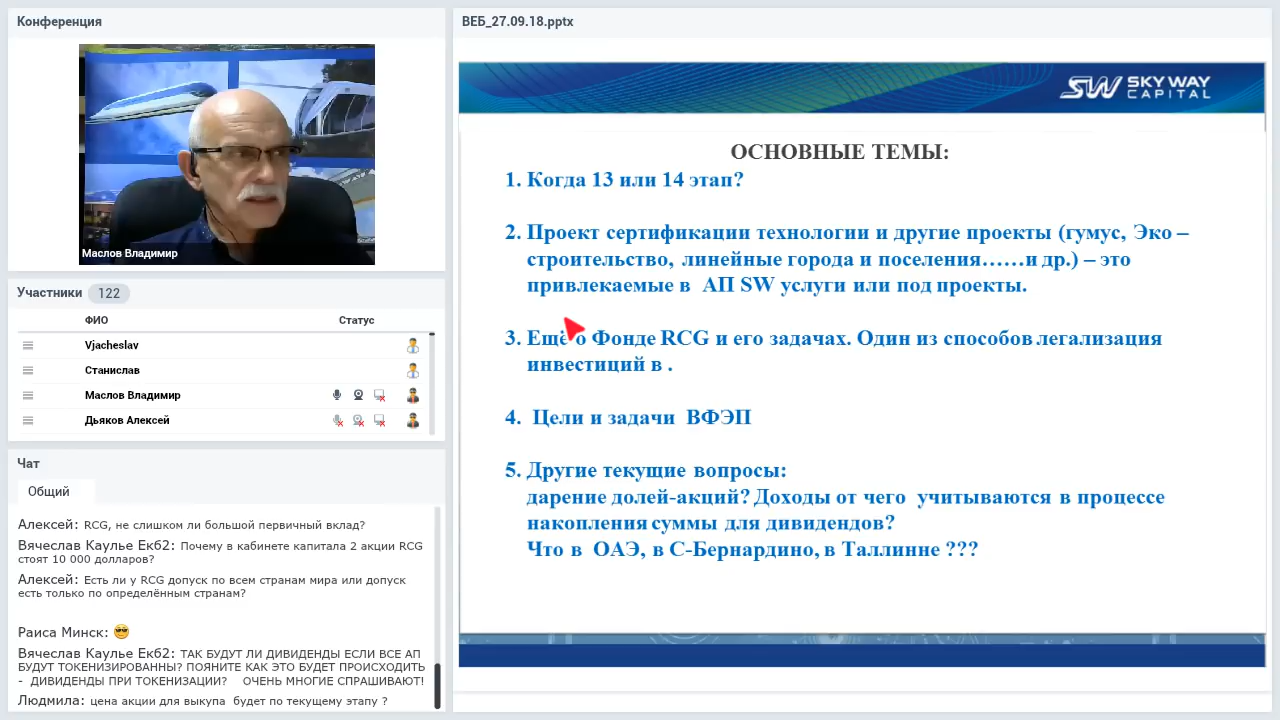 Конференция
Маслов Владимир
Участники 122
ФИО Статус
Vjacheslav
Станислав
Маслов Владимир
Дьяков Алексей
Чат
Общий
Алексей: RCG, не слишком ли большой первичный вклад?
Вячеслав Каулье Екб2: Почему в кабинете капитала 2 акции RCG
стоят 10 000 долларов?
Алексей: Есть ли у RCG допуск по всем странам мира или допуск
есть только по определённым странам?
Раиса Минск:
Вячеслав Каулье Екб2: ТАК БУДУТ ЛИ ДИВИДЕНДЫ ЕСЛИ ВСЕ АП
БУДУТ ТОКЕНИЗИРОВАННЫ? ПОЯНИТЕ КАК ЭТО БУДЕТ ПРОИСХОДИТЬ
- ДИВИДЕНДЫ ПРИ ТОКЕНИЗАЦИИ? ОЧЕНЬ МНОГИЕ СПРАШИВАЮТ!
Людмила: цена акции для выкупа будет по текущему этапу ?
ВЕБ_27.09.18.pptx
SW SKY WAY
CAPITAL
ОСНОВНЫЕ ТЕМЫ:
1. Когда 13 или 14 этап?
2. Проект сертификации технологии и другие проекты (гумус, Эко –
строительство, линейные города и поселения……и др.) – это
привлекаемые в АП SW услуги или под проекты.
3. Ещё о Фонде RCG и его задачах. Один из способов легализация
инвестиций в .
4. Цели и задачи ВФЭП
5. Другие текущие вопросы:
дарение долей-акций? Доходы от чего учитываются в процессе
накопления суммы для дивидендов?
Что в ОАЭ, в С-Бернардино, в Таллинне ???